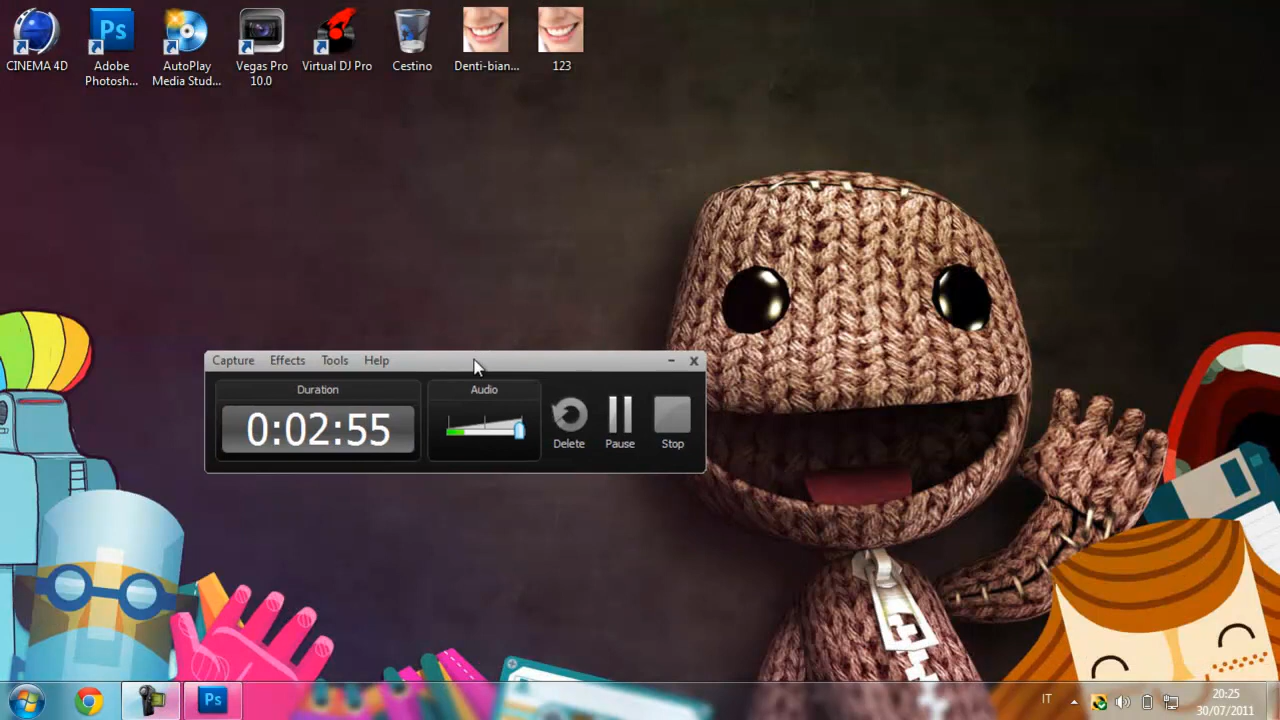 CINEMA 4D
Adobe
Photosh...
AutoPlay
Media Stud...
Vegas Pro
10.0
Virtual DJ Pro
Cestino
Denti-bian...
123
Ps
Capture Effects Tools Help
Duration
0:02:55
Audio
Delete
Pause
Stop
Ps
IT
20:25
30/07/2011